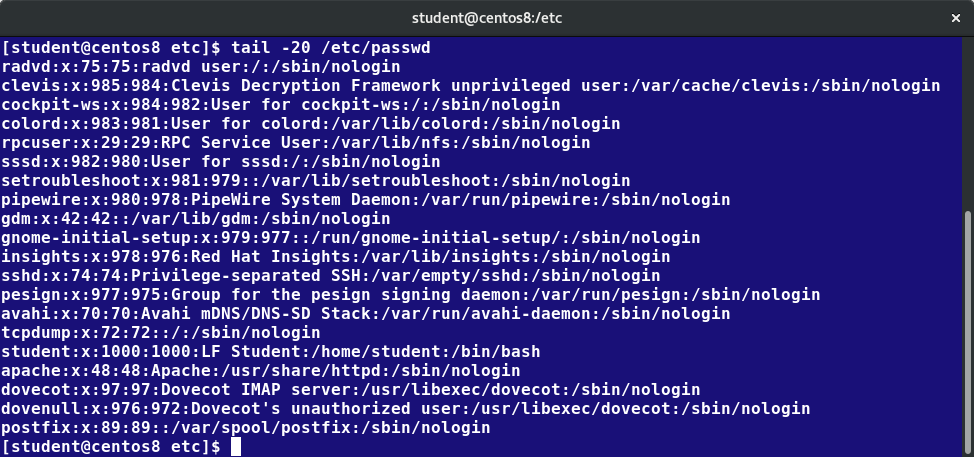 student@centos8:/etc
[student@centos8 etc]$ tail -20 /etc/passwd
radvd:x:75:75:radvd user:/:/sbin/nologin
clevis:x:985:984:Clevis Decryption Framework unprivileged user:/var/cache/clevis:/sbin/nologin
cockpit-ws:x:984:982:User for cockpit-ws:/:/sbin/nologin
colord:x:983:981:User for colord:/var/lib/colord:/sbin/nologin
rpcuser:x:29:29:RPC Service User:/var/lib/nfs:/sbin/nologin
sssd:x:982:980:User for sssd:/:/sbin/nologin
setroubleshoot:x:981:979::/var/lib/setroubleshoot:/sbin/nologin
pipewire:x:980:978:PipeWire System Daemon:/var/run/pipewire:/sbin/nologin
gdm:x:42:42::/var/lib/gdm:/sbin/nologin
gnome-initial-setup:x:979:977::/run/gnome-initial-setup/:/sbin/nologin
insights:x:978:976:Red Hat Insights:/var/lib/insights:/sbin/nologin
sshd:x:74:74:Privilege-separated SSH:/var/empty/sshd:/sbin/nologin
pesign:x:977:975:Group for the pesign signing daemon:/var/run/pesign:/sbin/nologin
avahi:x:70:70:Avahi mDNS/DNS-SD Stack:/var/run/avahi-daemon:/sbin/nologin
tcpdump:x:72:72::/:/sbin/nologin
student:x:1000:1000:LF Student:/home/student:/bin/bash
apache:x:48:48:Apache:/usr/share/httpd:/sbin/nologin
dovecot:x:97:97:Dovecot IMAP server:/usr/libexec/dovecot:/sbin/nologin
dovenull:x:976:972:Dovecot's unauthorized user:/usr/libexec/dovecot:/sbin/nologin
postfix:x:89:89::/var/spool/postfix:/sbin/nologin
[student@centos8 etc]$